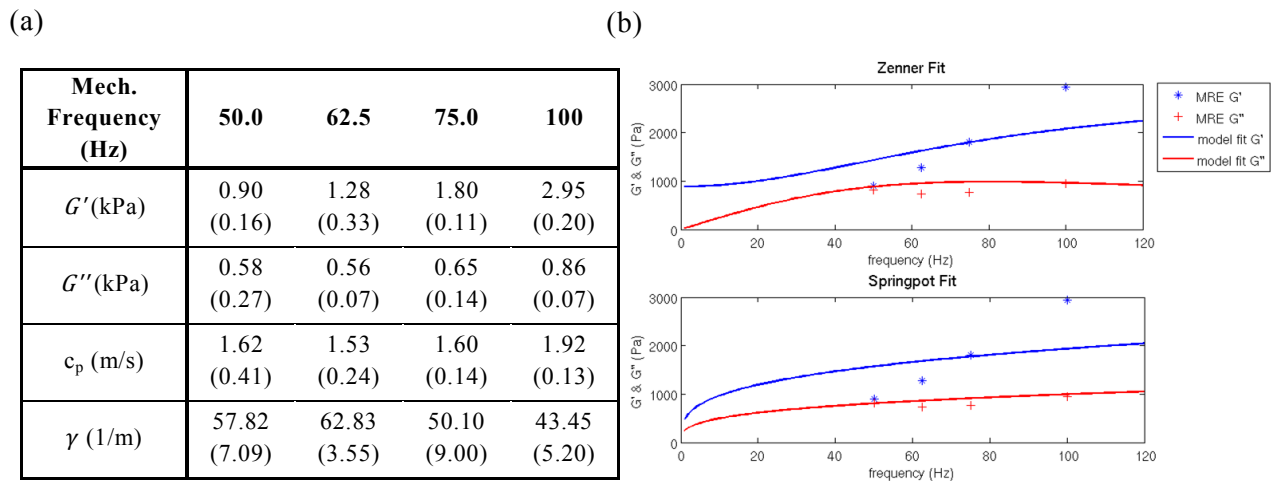 (a)
Mech. Frequency (Hz) 50.0 62.5 75.0 100
G′(kPa) 0.90 1.28 1.80 2.95
(0.16) (0.33) (0.11) (0.20)
G′′(kPa) 0.58 0.56 0.65 0.86
(0.27) (0.07) (0.14) (0.07)
cp (m/s) 1.62 1.53 1.60 1.92
(0.41) (0.24) (0.14) (0.13)
γ (1/m) 57.82 62.83 50.10 43.45
(7.09) (3.55) (9.00) (5.20)
(b)
Zenner Fit
G' & G" (Pa)
3000
2000
1000
0
0 20 40 60 80 100 120
frequency (Hz)
MRE G'
MRE G"
model fit G'
model fit G"
Springpot Fit
G' & G" (Pa)
3000
2000
1000
0
0 20 40 60 80 100 120
frequency (Hz)